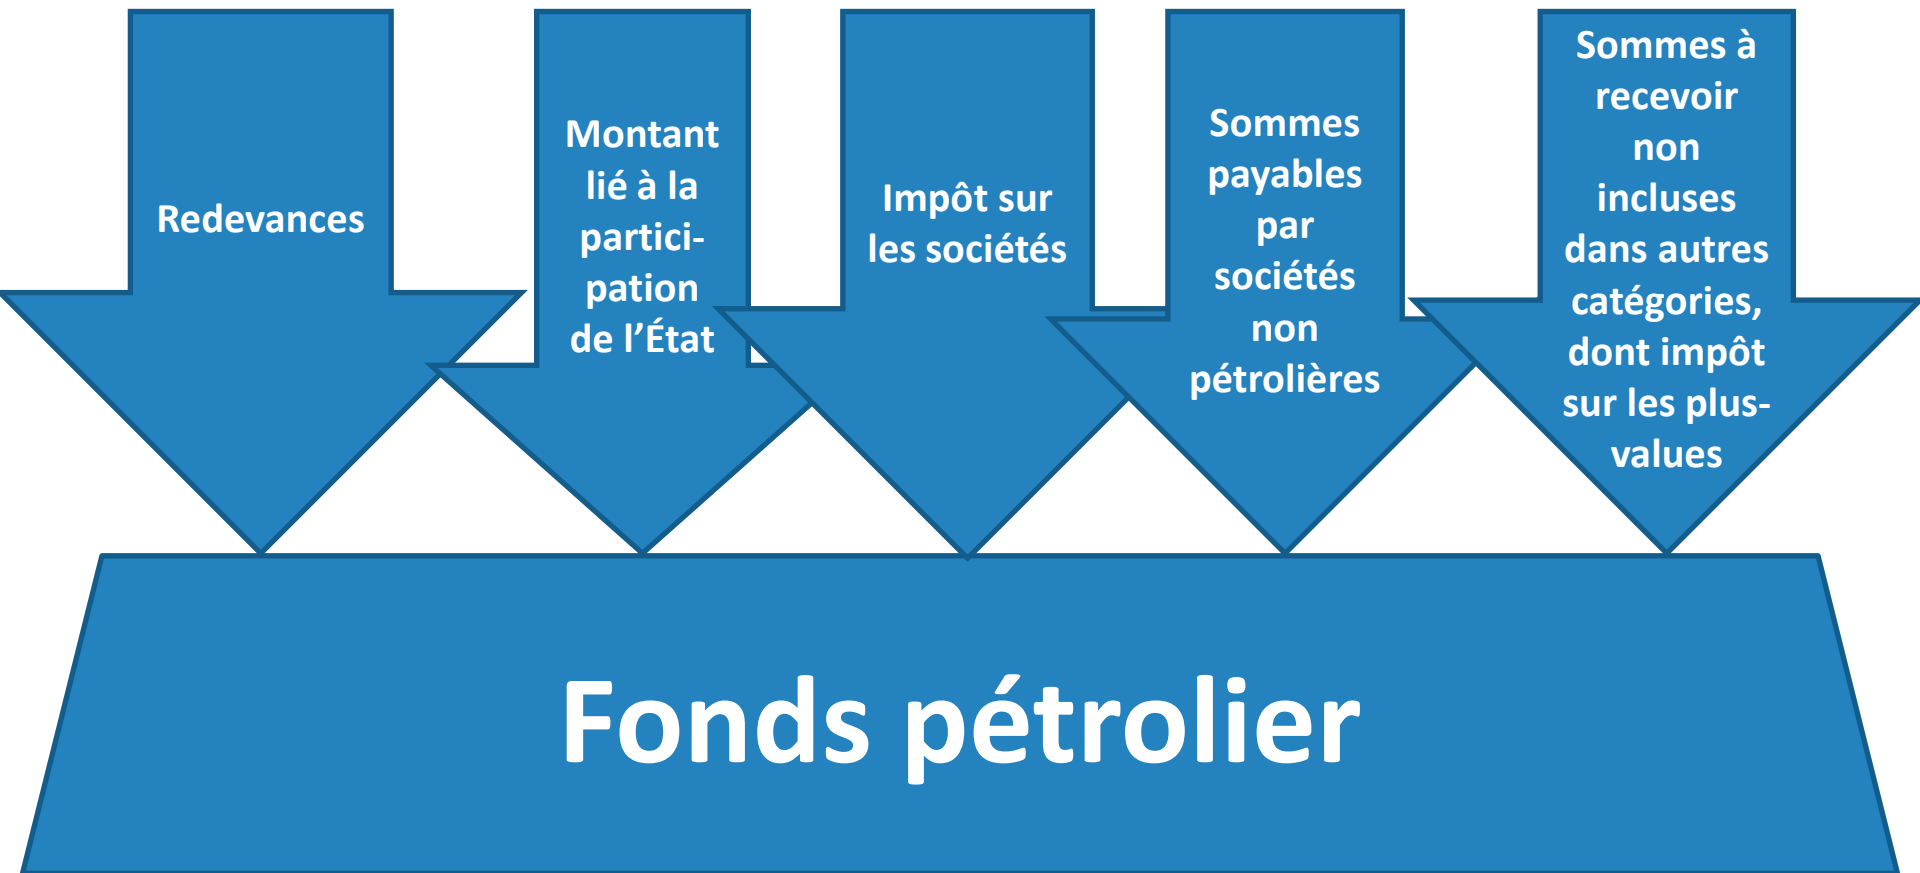 Redevances
Montant
lié à la
partici-
pation
de l’État
Impôt sur
les sociétés
Sommes
payables
par
sociétés
non
pétrolières
Sommes à
recevoir
non
incluses
dans autres
catégories,
dont impôt
sur les plus-
values
Fonds pétrolier